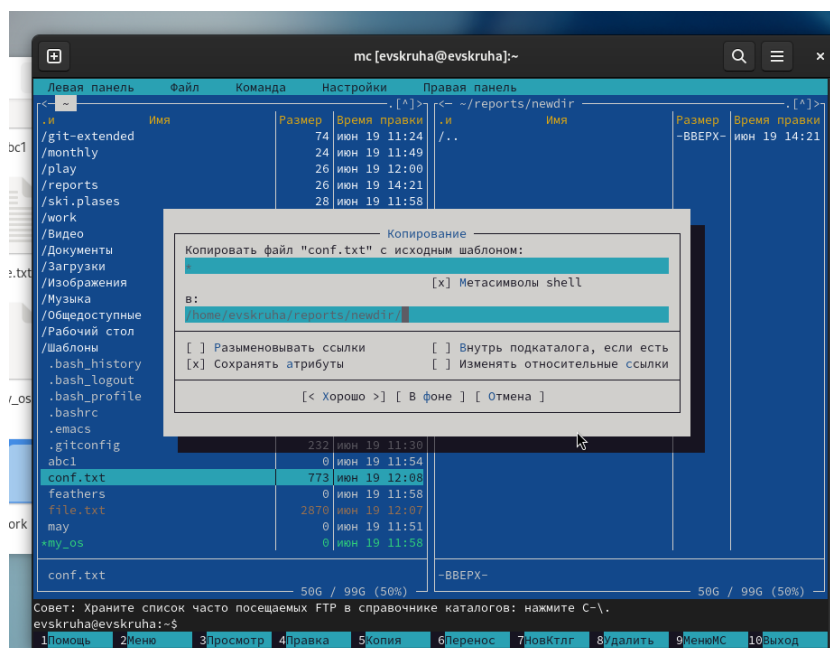 mc [evskruha@evskruha]:~
Левая панель Файл Команда Настройки Правая панель
<— ~ .[^]> <— ~/reports/newdir .[^]>
.и Имя Размер Время правки .и Имя Размер Время правки
/git-extended 74 июн 19 11:24 /.. -ВВЕРХ- июн 19 14:21
/monthly 24 июн 19 11:49
/play 26 июн 19 12:00
/reports 26 июн 19 14:21
/ski.plases 28 июн 19 11:58
/work
/Видео
/Документы
/Загрузки
/Изображения
/Музыка
/Общедоступные
/Рабочий стол
/Шаблоны
.bash_history
.bash_logout
.bash_profile
.bashrc
.emacs
.gitconfig 232 июн 19 11:30
abc1 0 июн 19 11:54
conf.txt 773 июн 19 12:08
feathers 0 июн 19 11:58
file.txt 2870 июн 19 12:07
may 0 июн 19 11:51
*my_os 0 июн 19 11:58
Копирование
Копировать файл "conf.txt" с исходным шаблоном:
*
[x] Метасимволы shell
в:
/home/evskruha/reports/newdir/
[ ] Разыменовывать ссылки [ ] Внутрь подкаталога, если есть
[x] Сохранять атрибуты [ ] Изменять относительные ссылки
[< Хорошо >] [ В фоне ] [ Отмена ]
conf.txt -ВВЕРХ-
50G / 99G (50%) 50G / 99G (50%)
Совет: Храните список часто посещаемых FTP в справочнике каталогов: нажмите C-\.
evskruha@evskruha:~$
1Помощь 2Меню 3Просмотр 4Правка 5Копия 6Перенос 7НовКтлг 8Удалить 9МенюMC 10Выход
bc1
e.txt
y_os
ork